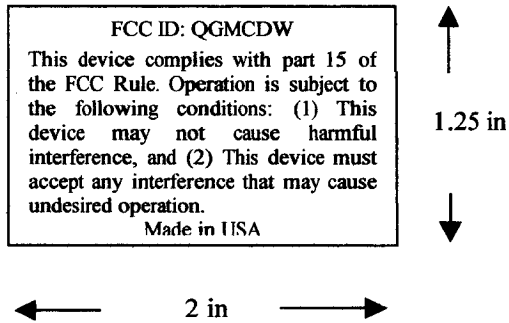 FCC ID: QGMCDW
This device complies with part 15 of
the FCC Rule. Operation is subject to
the following conditions: (1) This
device may not cause harmful
interference, and (2) This device must
accept any interference that may cause
undesired operation.
Made in USA
1.25 in
2 in